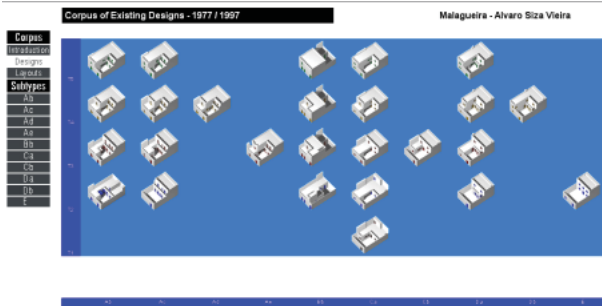 Corpus of Existing Designs - 1977 / 1997
Malagueira - Alvaro Siza Vieira
Corpus
Introduction
Designs
Layouts
Subtypes
Ab
Ac
Ad
Ae
Bb
Ca
Cb
Da
Db
E